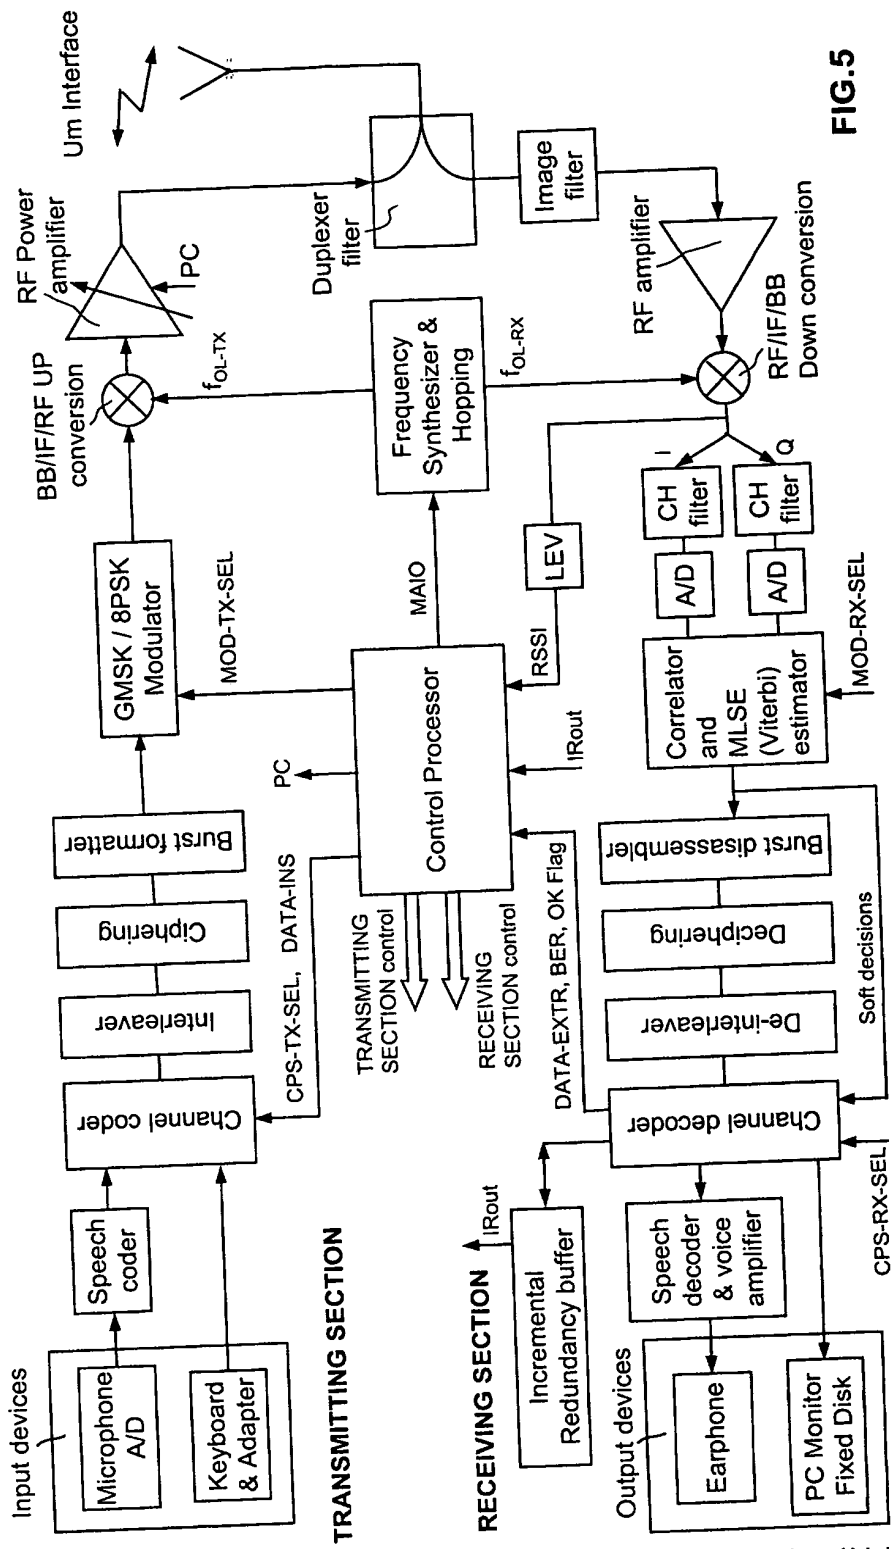 Input devices
Microphone
A/D
Keyboard
& Adapter
Speech
coder
Channel coder
Interleaver
Ciphering
Burst formatter
GMSK / 8PSK
Modulator
BB/IF/RF UP
conversion
RF Power
amplifier
PC
Um Interface
TRANSMITTING SECTION
CPS-TX-SEL, DATA-INS
PC
MOD-TX-SEL
fOL-TX
Duplexer
filter
TRANSMITTING
SECTION control
RECEIVING
SECTION control
Control Processor
MAIO
Frequency
Synthesizer &
Hopping
fOL-RX
Image
filter
RECEIVING SECTION
IRout
DATA-EXTR, BER, OK Flag
IRout
RSSI
LEV
Incremental
Redundancy buffer
Output devices
Earphone
PC Monitor
Fixed Disk
Speech
decoder
& voice
amplifier
Channel decoder
De-interleaver
Deciphering
Burst disassembler
Correlator
and
MLSE
(Viterbi)
estimator
A/D
A/D
CH
filter
CH
filter
I
Q
RF amplifier
RF/IF/BB
Down conversion
CPS-RX-SEL
Soft decisions
MOD-RX-SEL
FIG.5